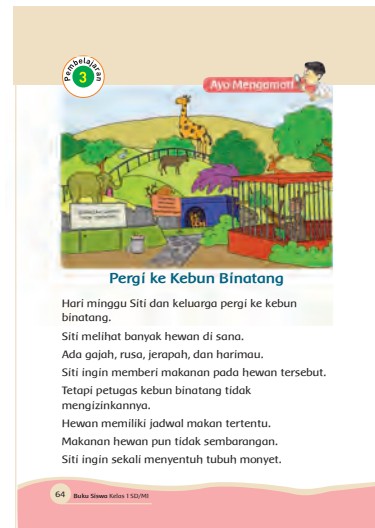 Pembelajaran
3
Ayo Mengamati
Pergi ke Kebun Binatang
Hari minggu Siti dan keluarga pergi ke kebun
binatang.
Siti melihat banyak hewan di sana.
Ada gajah, rusa, jerapah, dan harimau.
Siti ingin memberi makanan pada hewan tersebut.
Tetapi petugas kebun binatang tidak
mengizinkannya.
Hewan memiliki jadwal makan tertentu.
Makanan hewan pun tidak sembarangan.
Siti ingin sekali menyentuh tubuh monyet.
64 Buku Siswa Kelas 1 SD/MI